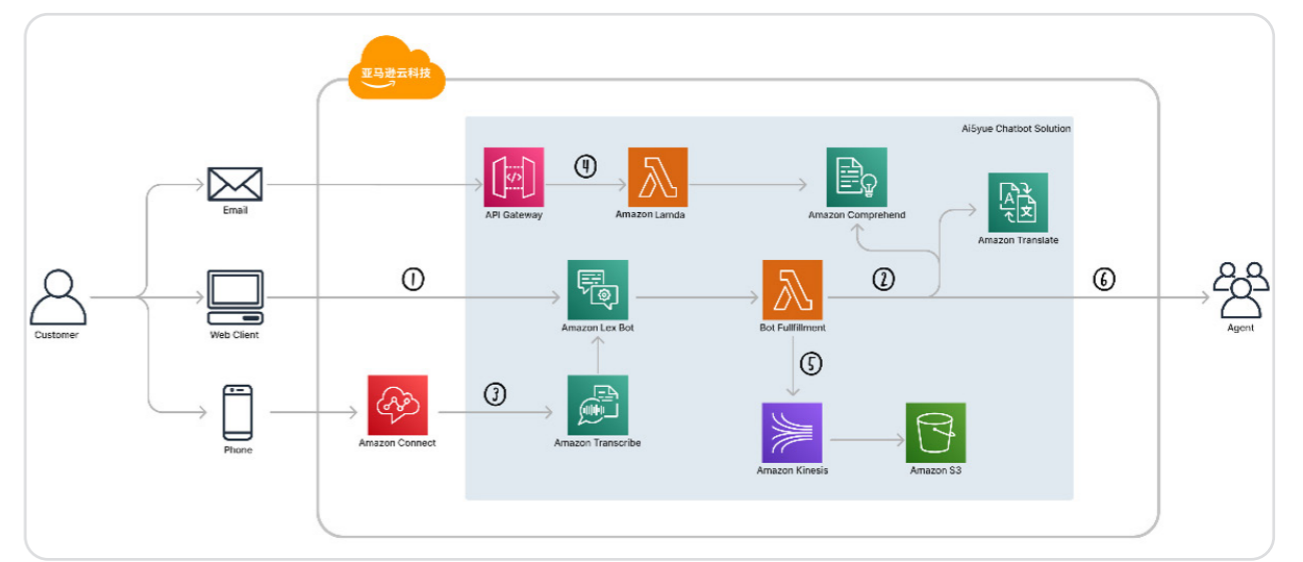 亚马逊云科技
Ai5yue Chatbot Solution
④
Email
API Gateway
Amazon Lamda
Amazon Comprehend
Amazon Translate
①
②
⑥
Customer
Web Client
Amazon Lex Bot
Bot Fullfillment
Agent
③
⑤
Phone
Amazon Connect
Amazon Transcribe
Amazon Kinesis
Amazon S3